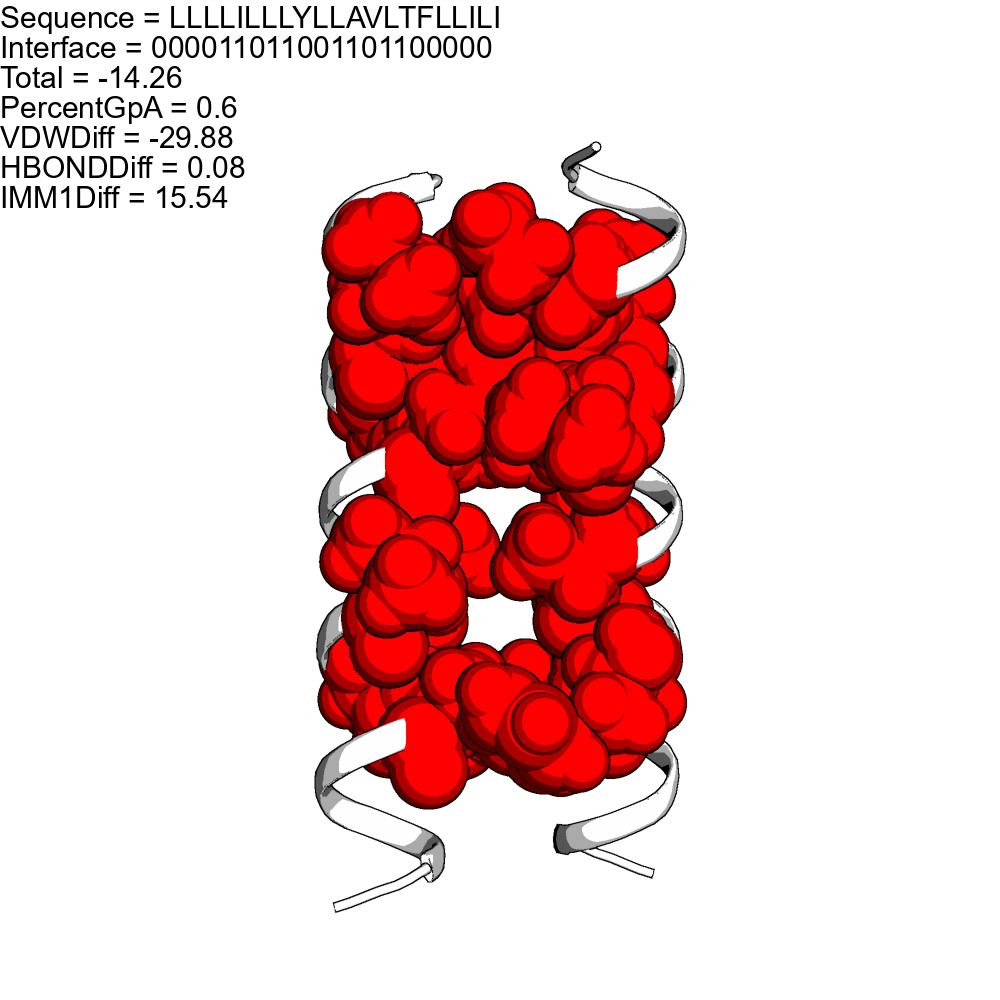 Sequence = LLLLILLLYLLAVLTFLLILI
Interface = 000011011001101100000
Total = -14.26
PercentGpA = 0.6
VDWDiff = -29.88
HBONDDiff = 0.08
IMM1Diff = 15.54